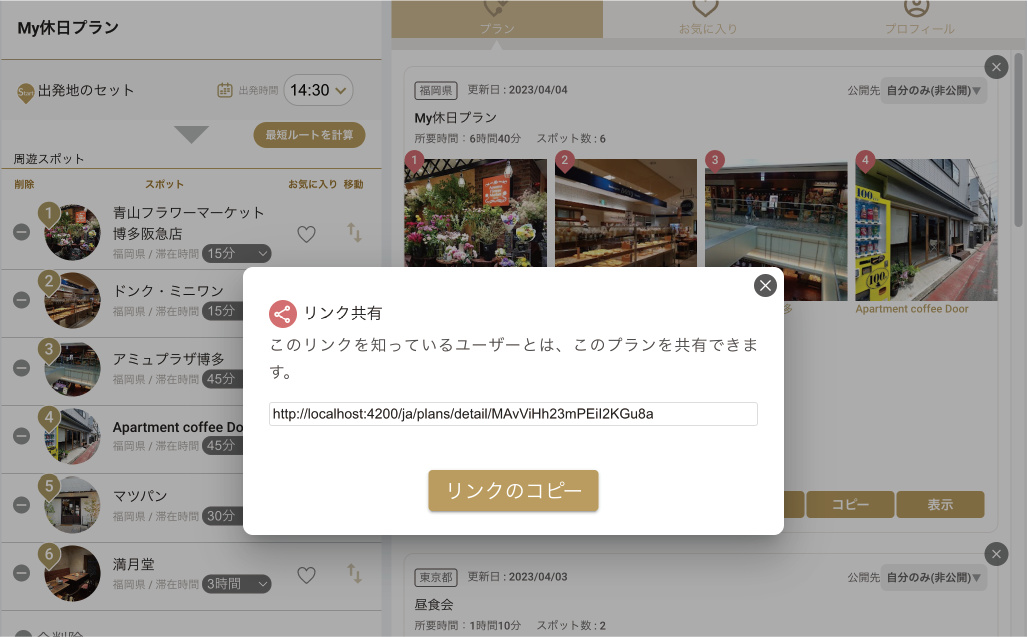 My休日プラン
Start
出発地のセット
出発時間
14:30
最短ルートを計算
周遊スポット
削除
スポット
お気に入り
移動
1
青山フラワーマーケット
博多阪急店
福岡県 / 滞在時間
15分
2
ドンク・ミニワン
福岡県 / 滞在時間
15分
3
アミュプラザ博多
福岡県 / 滞在時間
45分
4
Apartment coffee Do
福岡県 / 滞在時間
45分
5
マツパン
福岡県 / 滞在時間
30分
6
満月堂
福岡県 / 滞在時間
3時間
プラン
お気に入り
プロフィール
福岡県
更新日 : 2023/04/04
公開先
自分のみ(非公開)▼
My休日プラン
所要時間：6時間40分
スポット数 : 6
1
2
3
4
100
100
多
Apartment coffee Door
リンク共有
このリンクを知っているユーザーとは、このプランを共有できま
す。
http://localhost:4200/ja/plans/detail/MAvViHh23mPEiI2KGu8a
リンクのコピー
コピー
表示
東京都
更新日 : 2023/04/03
公開先
自分のみ(非公開)▼
昼食会
所要時間：1時間10分
スポット数 : 2